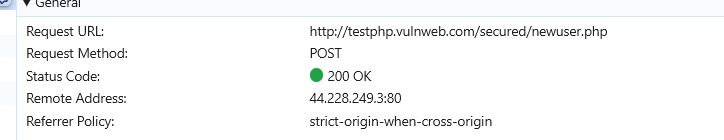 General
Request URL: http://testphp.vulnweb.com/secured/newuser.php
Request Method: POST
Status Code: 200 OK
Remote Address: 44.228.249.3:80
Referrer Policy: strict-origin-when-cross-origin